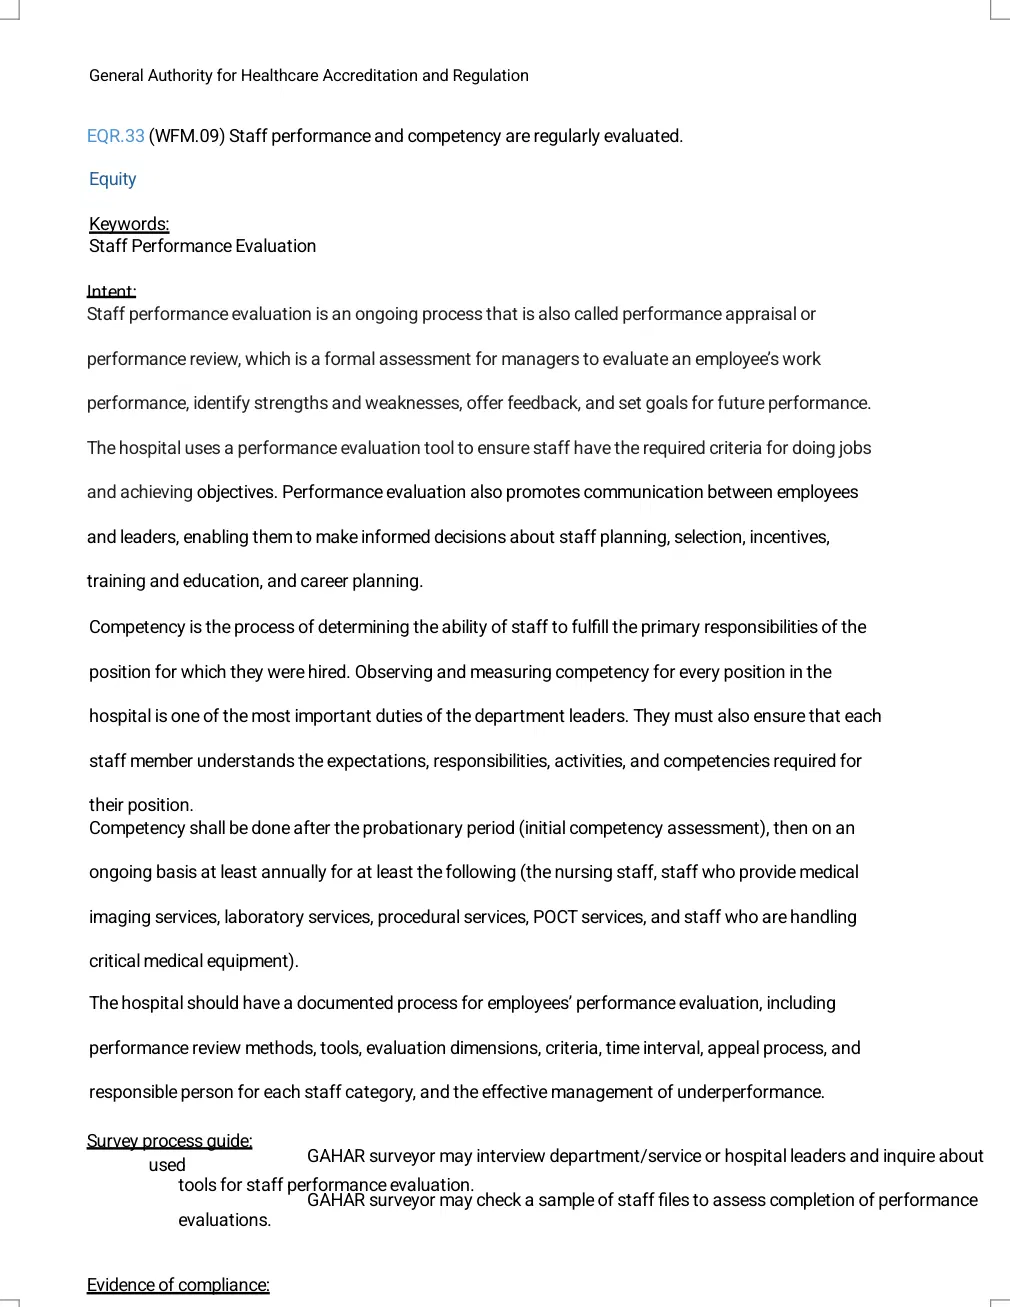 General Authority for Healthcare Accreditation and Regulation
EQR.33 (WFM.09) Staff performance and competency are regularly evaluated.
Equity
Keywords:
Staff Performance Evaluation
Intent:
Staff performance evaluation is an ongoing process that is also called performance appraisal or
performance review, which is a formal assessment for managers to evaluate an employee’s work
performance, identify strengths and weaknesses, offer feedback, and set goals for future performance.
The hospital uses a performance evaluation tool to ensure staff have the required criteria for doing jobs
and achieving objectives. Performance evaluation also promotes communication between employees
and leaders, enabling them to make informed decisions about staff planning, selection, incentives,
training and education, and career planning.
Competency is the process of determining the ability of staff to fulfill the primary responsibilities of the
position for which they were hired. Observing and measuring competency for every position in the
hospital is one of the most important duties of the department leaders. They must also ensure that each
staff member understands the expectations, responsibilities, activities, and competencies required for
their position.
Competency shall be done after the probationary period (initial competency assessment), then on an
ongoing basis at least annually for at least the following (the nursing staff, staff who provide medical
imaging services, laboratory services, procedural services, POCT services, and staff who are handling
critical medical equipment).
The hospital should have a documented process for employees’ performance evaluation, including
performance review methods, tools, evaluation dimensions, criteria, time interval, appeal process, and
responsible person for each staff category, and the effective management of underperformance.
Survey process guide:
GAHAR surveyor may interview department/service or hospital leaders and inquire about
used
tools for staff performance evaluation.
GAHAR surveyor may check a sample of staff files to assess completion of performance
evaluations.
Evidence of compliance: